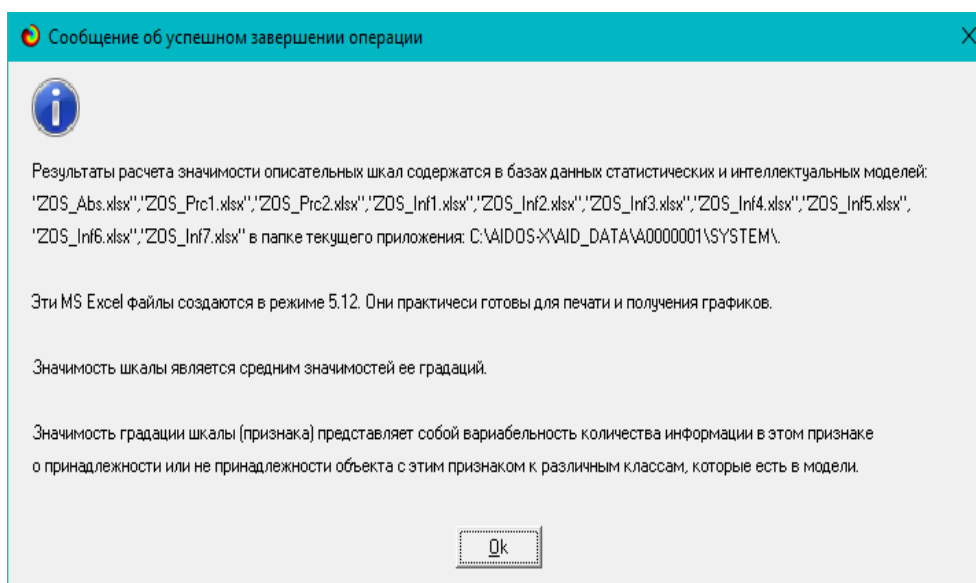 Сообщение об успешном завершении операции
Результаты расчета значимости описательных шкал содержатся в базах данных статистических и интеллектуальных моделей:
"ZOS_Abs.xlsx","ZOS_Prc1.xlsx","ZOS_Prc2.xlsx","ZOS_Inf1.xlsx","ZOS_Inf2.xlsx","ZOS_Inf3.xlsx","ZOS_Inf4.xlsx","ZOS_Inf5.xlsx",
"ZOS_Inf6.xlsx","ZOS_Inf7.xlsx" в папке текущего приложения: C:\AIDOS-X\AID_DATA\A0000001\SYSTEM\.
Эти MS Excel файлы создаются в режиме 5.12. Они практичеси готовы для печати и получения графиков.
Значимость шкалы является средним значимостей ее градаций.
Значимость градации шкалы (признака) представляет собой вариабельность количества информации в этом признаке
о принадлежности или не принадлежности объекта с этим признаком к различным классам, которые есть в модели.
Ok